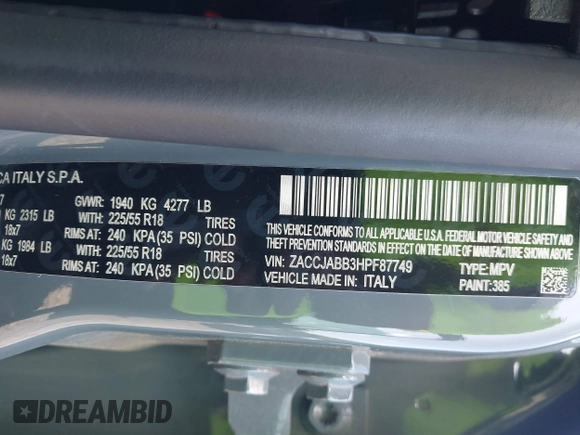 CA ITALY S.P.A.
7
GVWR: 1940 KG 4277 LB
KG 2315 LB WITH: 225/55 R18 TIRES
18x7 RIMS AT: 240 KPA (35 PSI) COLD
KG 1984 LB WITH: 225/55 R18 TIRES
18x7 RIMS AT: 240 KPA (35 PSI) COLD
THIS VEHICLE CONFORMS TO ALL APPLICABLE U.S.A. FEDERAL MOTOR VEHICLE SAFETY AND
THEFT PREVENTION STANDARDS IN EFFECT ON THE DATE OF MANUFACTURE SHOWN ABOVE.
VIN: ZACCJABB3HPF87749 TYPE: MPV
VEHICLE MADE IN: ITALY PAINT: 385
DREAMBID